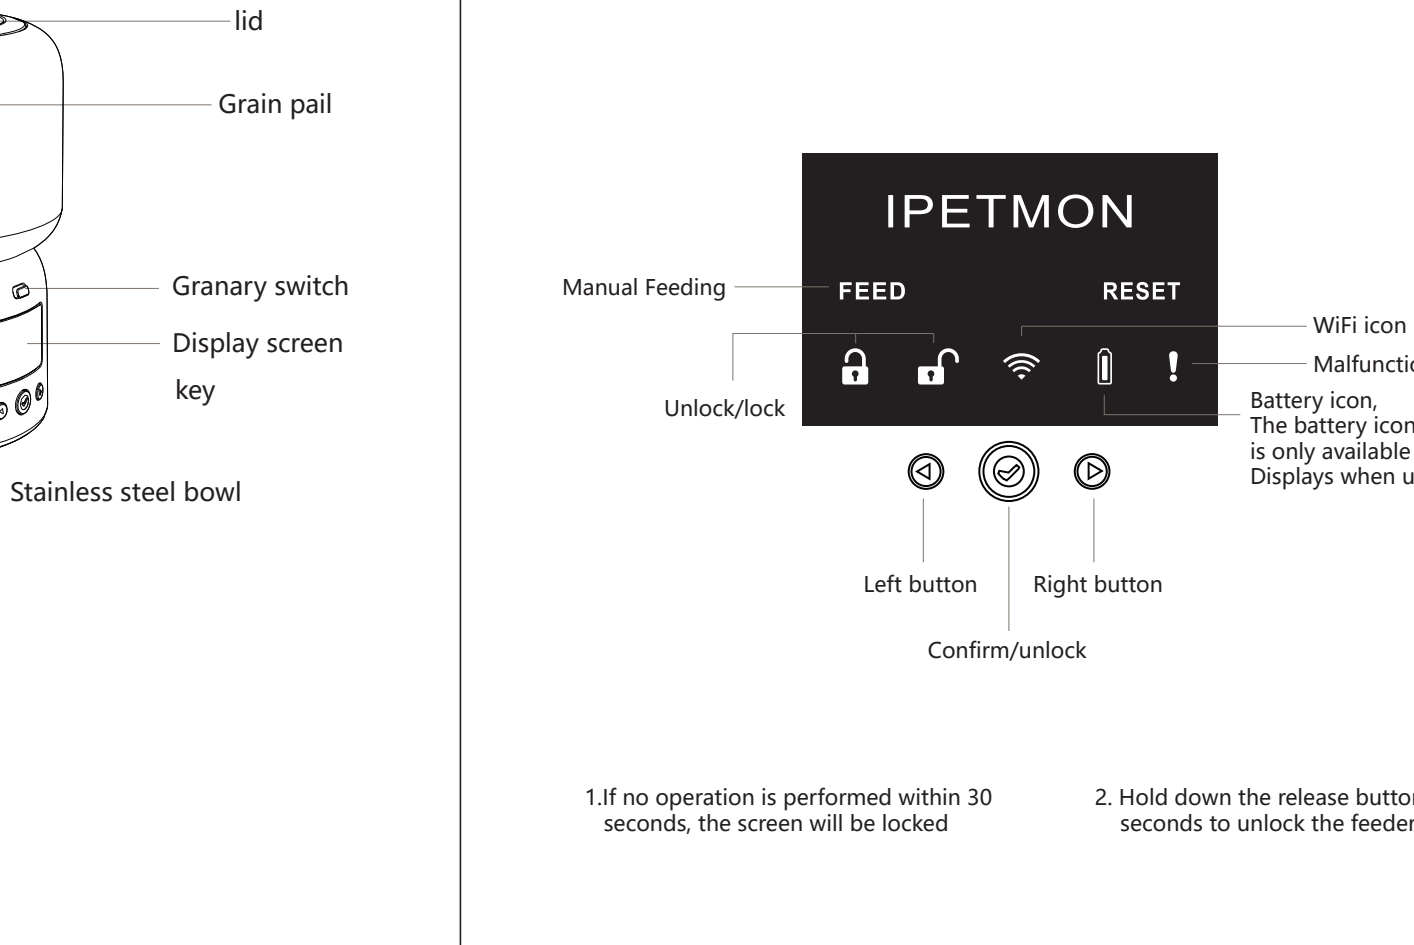 lid
Grain pail
Granary switch
Display screen
key
Stainless steel bowl
IPETMON
Manual Feeding
FEED
RESET
WiFi icon
Unlock/lock
Battery icon,
The battery icon
is only available
Displays when
Left button
Right button
Confirm/unlock
1.If no operation is performed within 30
seconds, the screen will be locked
2. Hold down the release
seconds to unlock the feeder